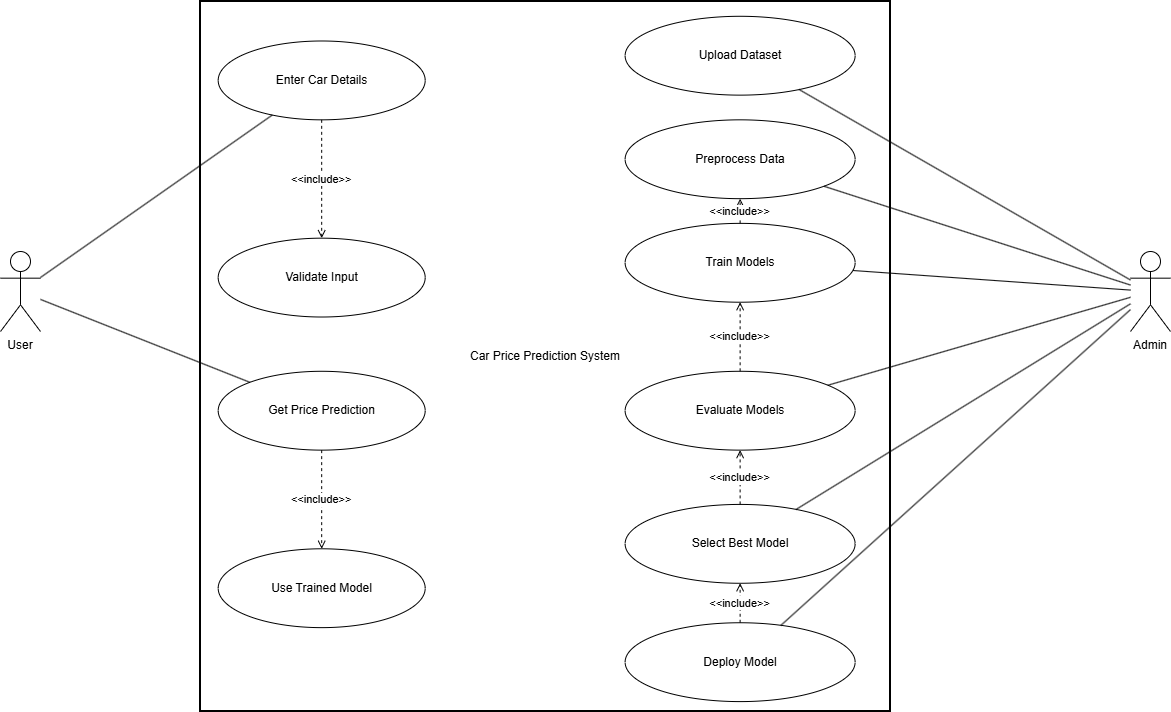 Enter Car Details
<<include>>
Validate Input
User
Get Price Prediction
<<include>>
Use Trained Model
Car Price Prediction System
Upload Dataset
Preprocess Data
<<include>>
Train Models
<<include>>
Evaluate Models
<<include>>
Select Best Model
<<include>>
Deploy Model
Admin